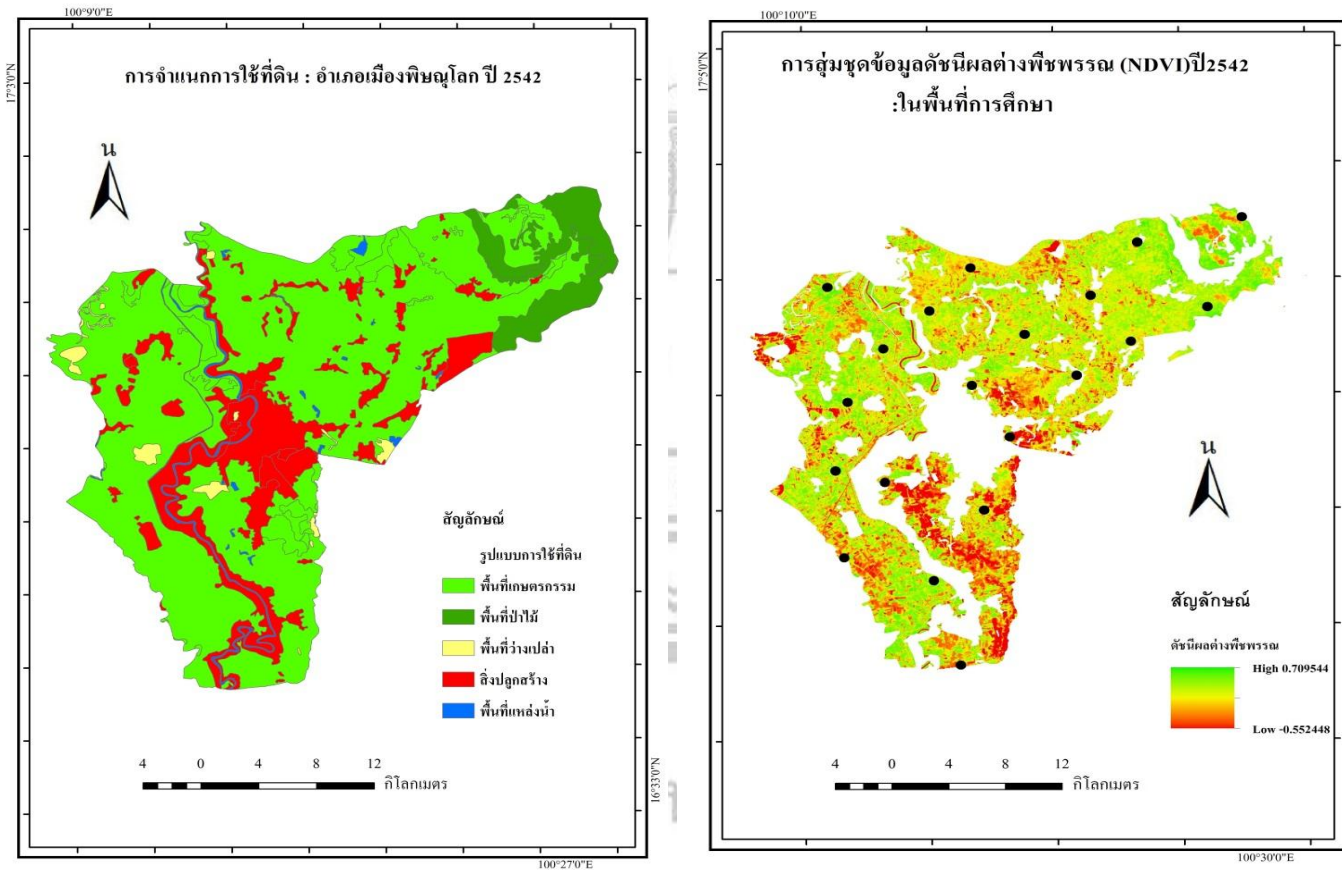 100°9'0"E
17°3'0"N
การจำแนกการใช้ที่ดิน : อำเภอเมืองพิษณุโลก ปี 2542
น
สัญลักษณ์
รูปแบบการใช้ที่ดิน
พื้นที่เกษตรกรรม
พื้นที่ป่าไม้
พื้นที่ว่างเปล่า
สิ่งปลูกสร้าง
พื้นที่แหล่งน้ำ
4 0 4 8 12
กิโลเมตร
16°33'0"N
100°27'0"E
100°10'0"E
17°5'0"N
การสุ่มชุดข้อมูลดัชนีผลต่างพืชพรรณ (NDVI)ปี2542
:ในพื้นที่การศึกษา
น
สัญลักษณ์
ดัชนีผลต่างพืชพรรณ
High 0.709544
Low -0.552448
4 0 4 8 12
กิโลเมตร
100°30'0"E